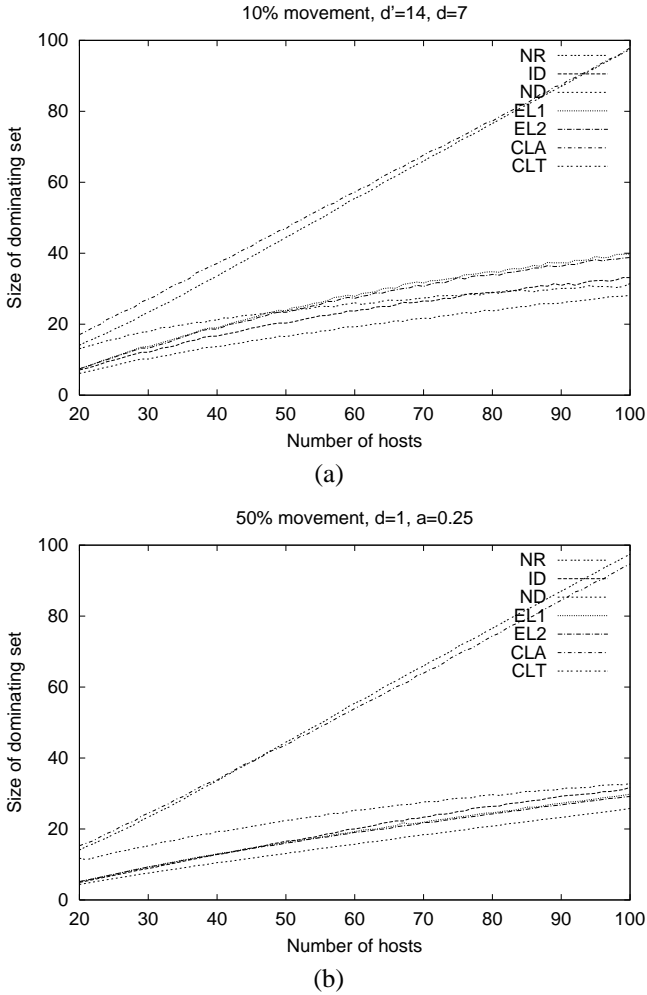 10% movement, d'=14, d=7
100
80
60
40
20
0
Size of dominating set
NR
ID
ND
EL1
EL2
CLA
CLT
20 30 40 50 60 70 80 90 100
Number of hosts
(a)
50% movement, d=1, a=0.25
100
80
60
40
20
0
Size of dominating set
NR
ID
ND
EL1
EL2
CLA
CLT
20 30 40 50 60 70 80 90 100
Number of hosts
(b)